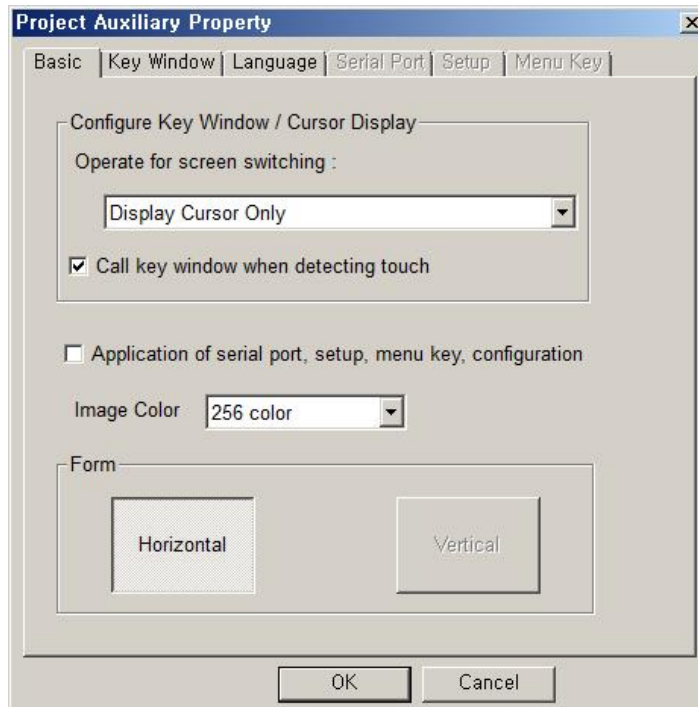 Project Auxiliary Property
Basic Key Window Language Serial Port Setup Menu Key
Configure Key Window / Cursor Display
Operate for screen switching :
Display Cursor Only
Call key window when detecting touch
Application of serial port, setup, menu key, configuration
Image Color 256 color
Form
Horizontal Vertical
OK Cancel